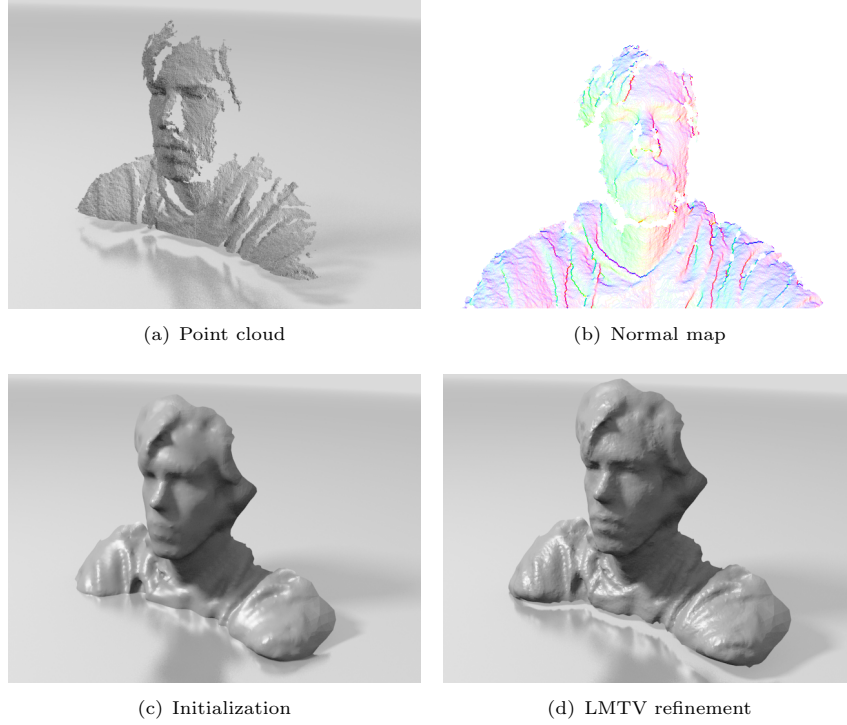 (a) Point cloud
(b) Normal map
(c) Initialization
(d) LMTV refinement